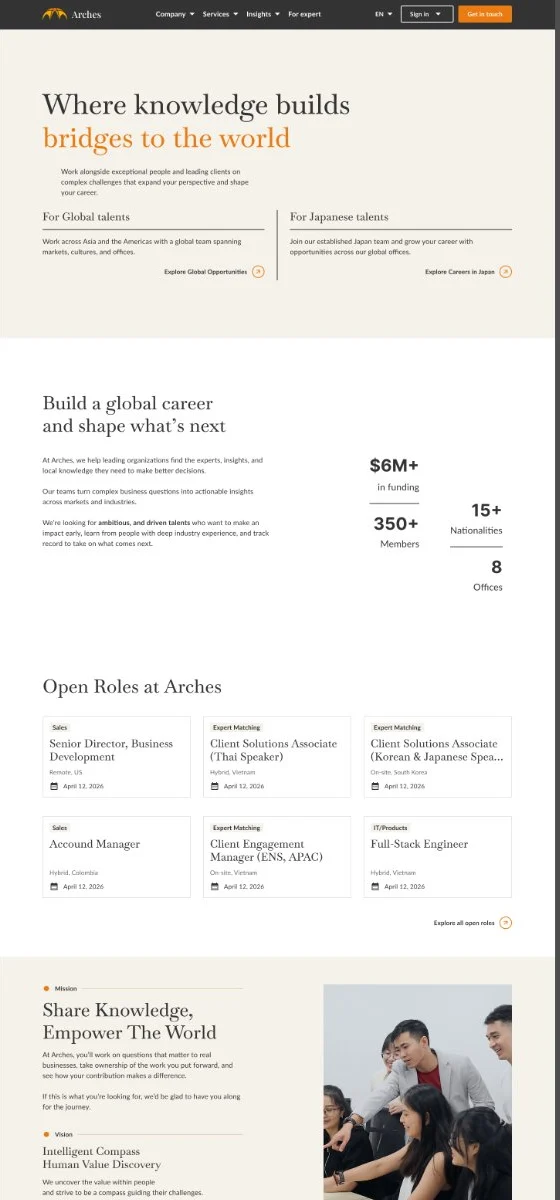 Arches
Company
Services
Insights
For expert
EN
Sign in
Get in touch
Where knowledge builds
bridges to the world
Work alongside exceptional people and leading clients on
complex challenges that expand your perspective and shape
your career.
For Global talents
Work across Asia and the Americas with a global team spanning
markets, cultures, and offices.
Explore Global Opportunities
For Japanese talents
Join our established Japan team and grow your career with
opportunities across our global offices.
Explore Careers in Japan
Build a global career
and shape what's next
At Arches, we help leading organizations find the experts, insights, and
local knowledge they need to make better decisions.
Our teams turn complex business questions into actionable insights
across markets and industries.
We're looking for ambitious, and driven talents who want to make an
impact early, learn from people with deep industry experience, and track
record to take on what comes next.
$6M+
in funding
350+
Members
15+
Nationalities
8
Offices
Open Roles at Arches
Sales
Senior Director, Business
Development
Remote, US
April 12, 2026
Expert Matching
Client Solutions Associate
(Thai Speaker)
Hybrid, Vietnam
April 12, 2026
Expert Matching
Client Solutions Associate
(Korean & Japanese Spea...
On-site, South Korea
April 12, 2026
Sales
Accound Manager
Hybrid, Colombia
April 12, 2026
Expert Matching
Client Engagement
Manager (ENS, APAC)
On-site, Vietnam
April 12, 2026
IT/Products
Full-Stack Engineer
Hybrid, Vietnam
April 12, 2026
Explore all open roles
Mission
Share Knowledge,
Empower The World
At Arches, you'll work on questions that matter to real
businesses, take ownership of the work you put forward, and
see how your contribution makes a difference.
If this is what you're looking for, we'd be glad to have you along
for the journey.
Vision
Intelligent Compass
Human Value Discovery
We uncover the value within people
and strive to be a compass guiding their challenges.